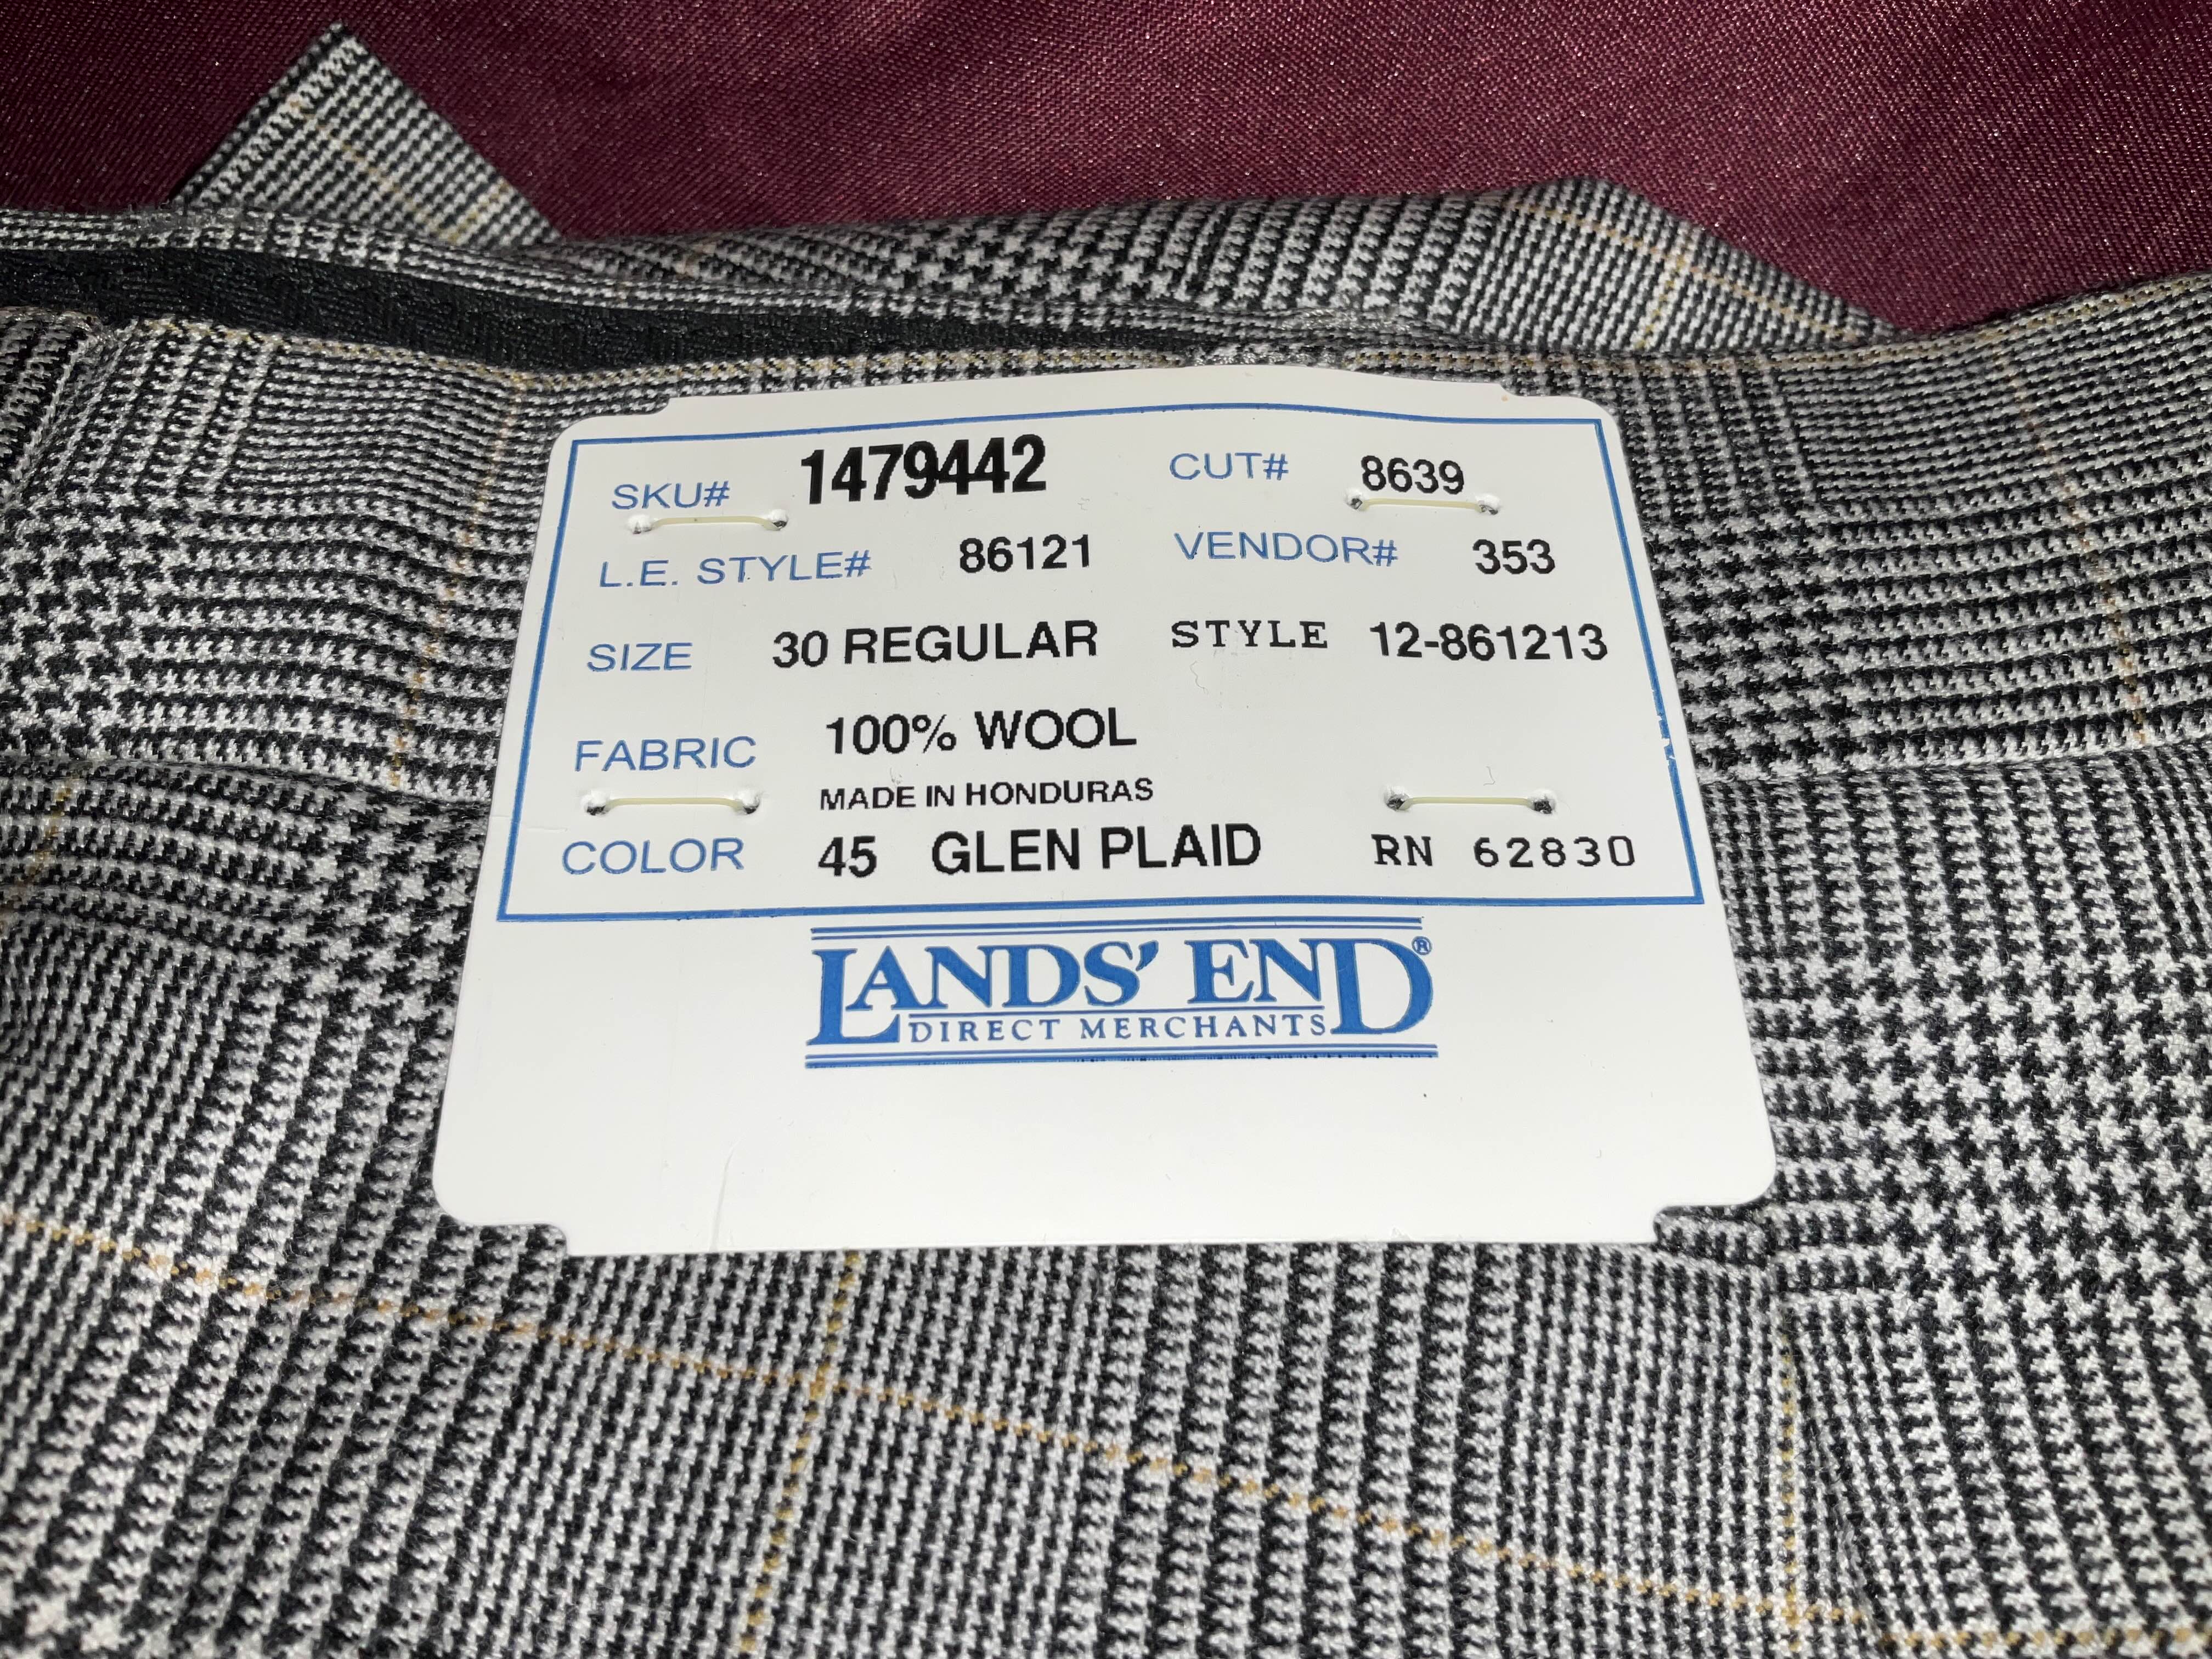 SKU# 1479442 CUT# 8639
L.E. STYLE# 86121 VENDOR# 353
SIZE 30 REGULAR STYLE 12-861213
FABRIC 100% WOOL
MADE IN HONDURAS
COLOR 45 GLEN PLAID RN 62830
LANDS' END®
DIRECT MERCHANTS